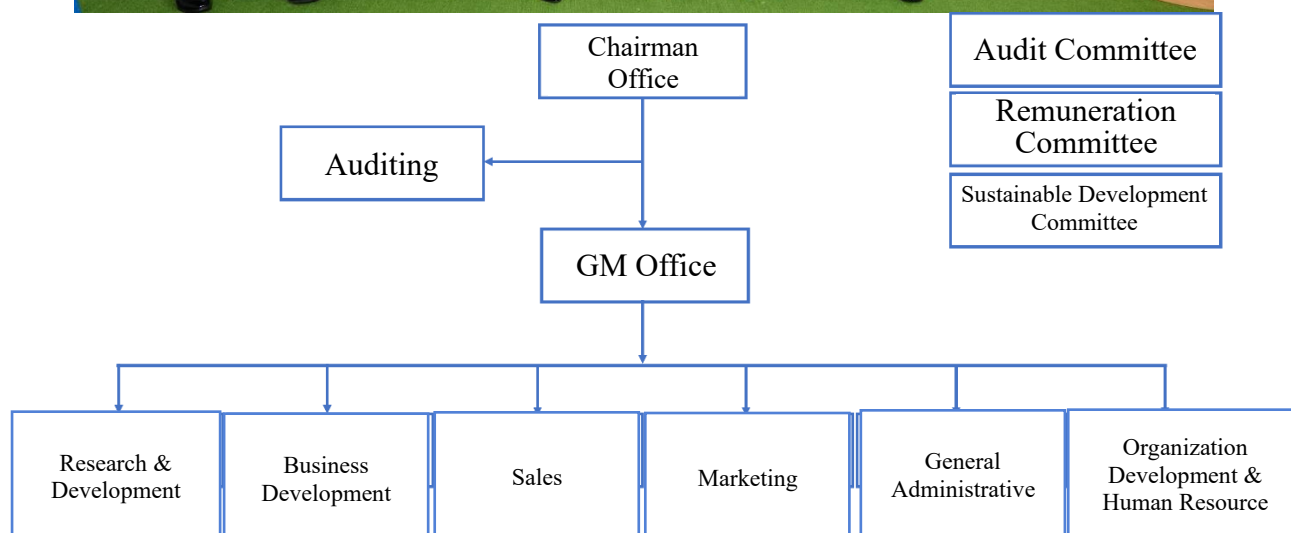 Chairman
Office
Audit Committee
Remuneration
Committee
Sustainable Development
Committee
Auditing
GM Office
Research &
Development
Business
Development
Sales
Marketing
General
Administrative
Organization
Development &
Human Resource